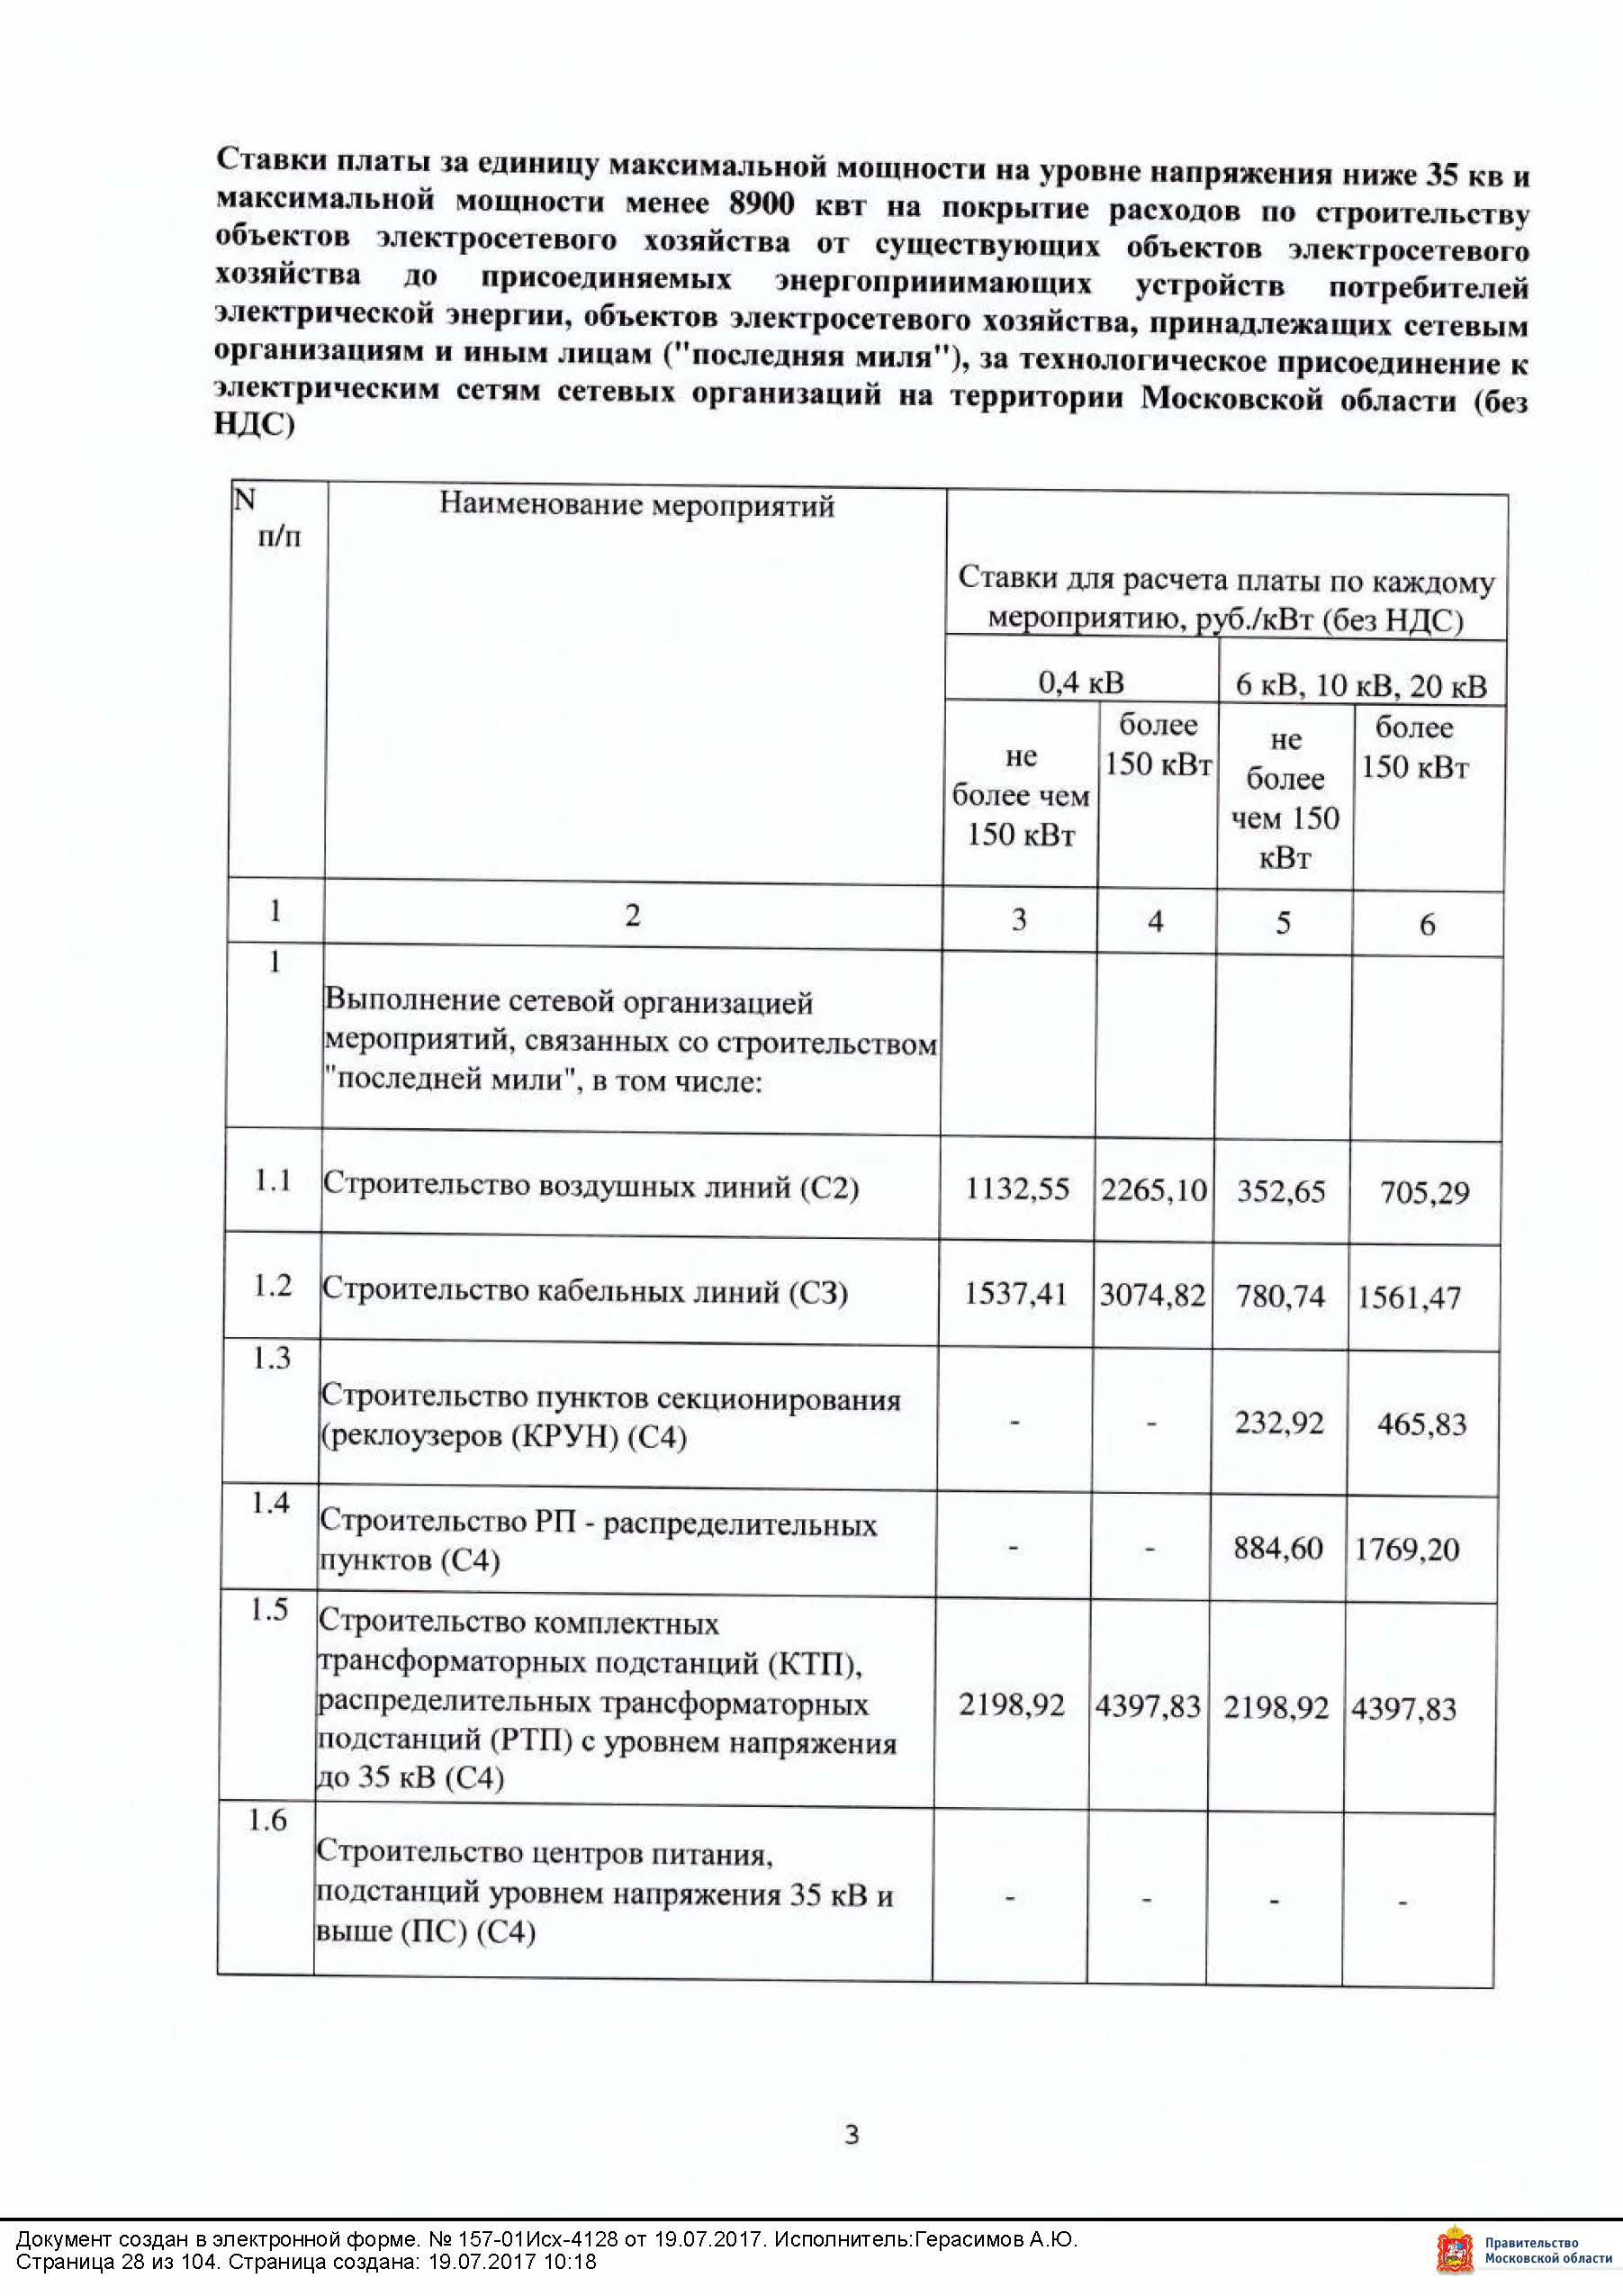 Ставки платы за единицу максимальной мощности на уровне напряжения ниже 35 кв и
максимальной мощности менее 8900 квт на покрытие расходов по строительству
объектов электросетевого хозяйства от существующих объектов электросетевого
хозяйства до присоединяемых энергопринимающих устройств потребителей
электрической энергии, объектов электросетевого хозяйства, принадлежащих сетевым
организациям и иным лицам ("последняя миля"), за технологическое присоединение к
электрическим сетям сетевых организаций на территории Московской области (без
НДС)
N
п/п
Наименование мероприятий
Ставки для расчета платы по каждому
мероприятию, руб./кВт (без НДС)
0,4 кВ
6 кВ, 10 кВ, 20 кВ
не
более чем
150 кВт
более
150 кВт
не
более
чем 150
кВт
более
150 кВт
1 2 3 4 5 6
1
Выполнение сетевой организацией
мероприятий, связанных со строительством
"последней мили", в том числе:
1.1 Строительство воздушных линий (С2) 1132,55 2265,10 352,65 705,29
1.2 Строительство кабельных линий (С3) 1537,41 3074,82 780,74 1561,47
1.3
Строительство пунктов секционирования
(реклоузеров (КРУН) (С4)
- - 232,92 465,83
1.4
Строительство РП - распределительных
пунктов (С4)
- - 884,60 1769,20
1.5
Строительство комплектных
трансформаторных подстанций (КТП),
распределительных трансформаторных
подстанций (РТП) с уровнем напряжения
до 35 кВ (С4)
2198,92 4397,83 2198,92 4397,83
1.6
Строительство центров питания,
подстанций уровнем напряжения 35 кВ и
выше (ПС) (С4)
- - - -
3
Документ создан в электронной форме. № 157-01Исх-4128 от 19.07.2017. Исполнитель:Герасимов А.Ю.
Страница 28 из 104. Страница создана: 19.07.2017 10:18
Правительство
Московской области